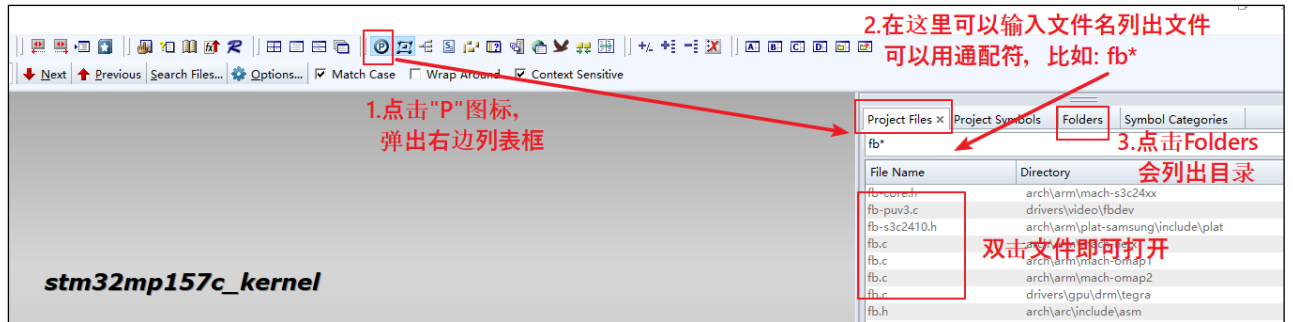 2.在这里可以输入文件名列出文件
可以用通配符，比如: fb*
Next Previous Search Files... Options... Match Case Wrap Around Context Sensitive
1.点击"P"图标，
弹出右边列表框
Project Files × Project Symbols Folders Symbol Categories
fb*
3.点击Folders
会列出目录
File Name Directory
fb-core.h arch\arm\mach-s3c24xx
fb-puv3.c drivers\video\fbdev
fb-s3c2410.h arch\arm\plat-samsung\include\plat
fb.c
双击文件即可打开
fb.c arch\arm\mach-omap1
fb.c arch\arm\mach-omap2
fb.c drivers\gpu\drm\tegra
fb.h arch\arc\include\asm
stm32mp157c_kernel